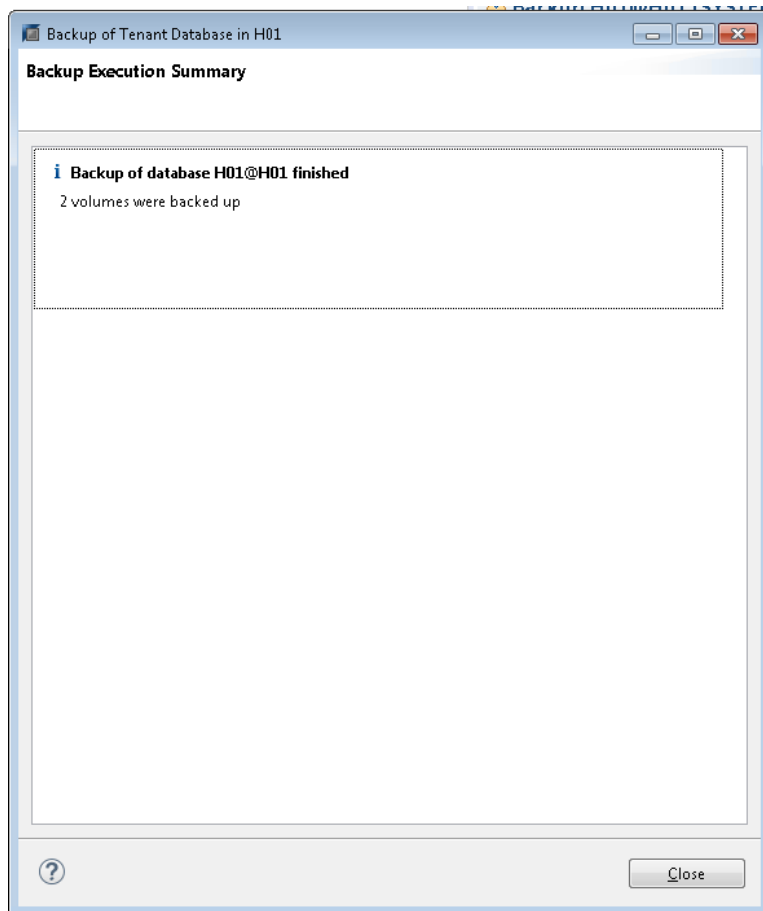 Backup of Tenant Database in H01
Backup Execution Summary
i Backup of database H01@H01 finished
2 volumes were backed up
?
Close